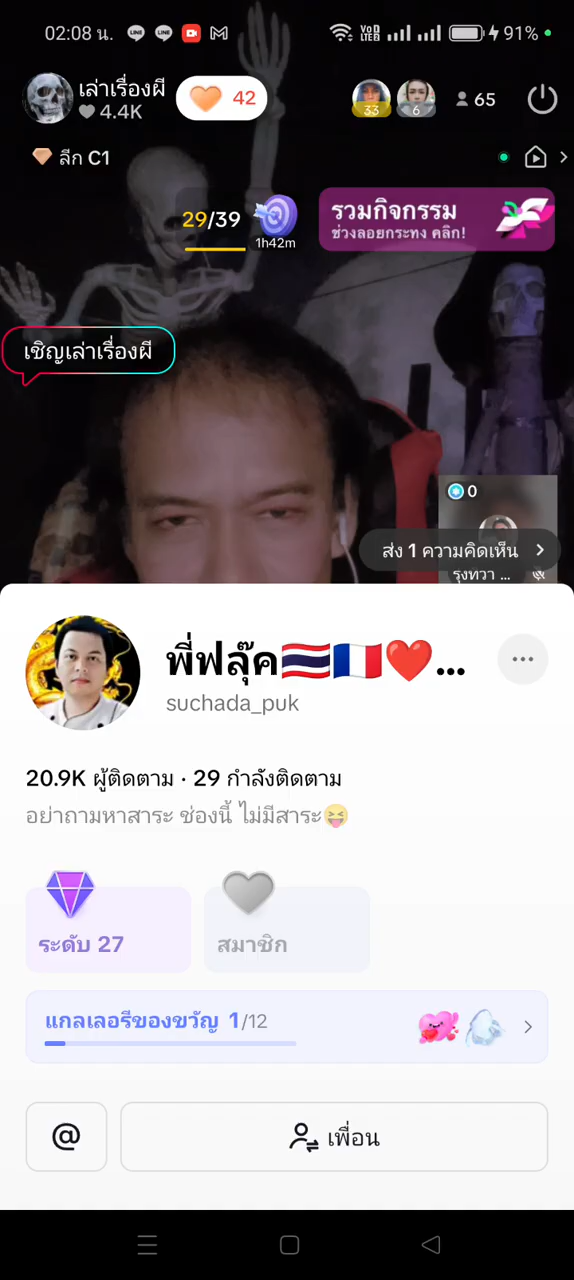 02:08 น.
91%
เล่าเรื่องผี
4.4K
42
33
6
65
ลีก C1
29/39
1h42m
รวมกิจกรรม
ช่วงลอยกระทง คลิก!
เชิญเล่าเรื่องผี
0
ส่ง 1 ความคิดเห็น
รุ่งทวา ...
พี่ฟลุ๊ค🇹🇭🇫🇷❤️...
suchada_puk
20.9K ผู้ติดตาม · 29 กำลังติดตาม
อย่าถามหาสาระ ช่องนี้ ไม่มีสาระ😝
ระดับ 27
สมาชิก
แกลเลอรีของขวัญ 1/12
@
เพื่อน